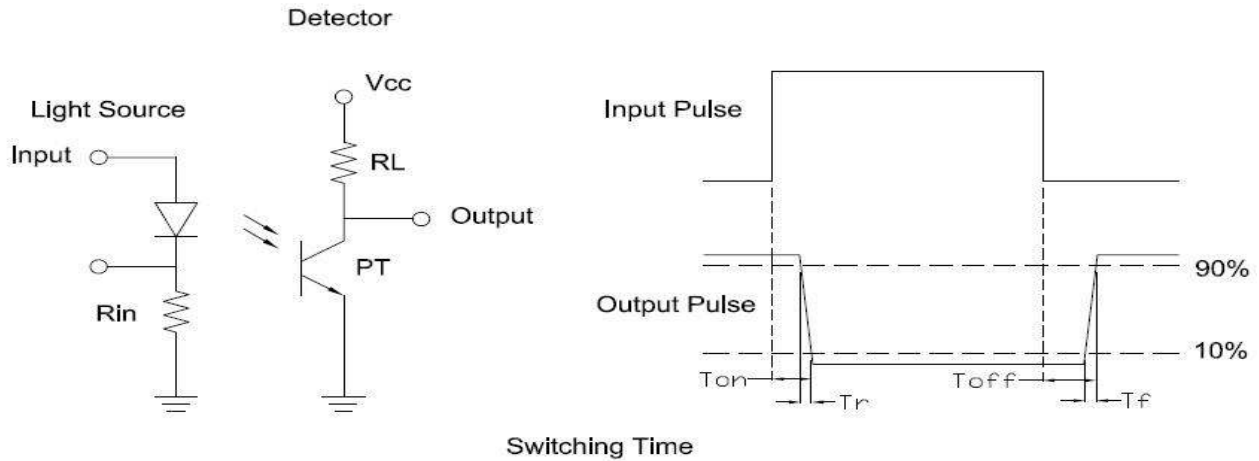 Detector
Vcc
Light Source
Input
RL
Output
PT
Rin
Input Pulse
90%
Output Pulse
10%
Ton
Toff
Tr
Tf
Switching Time